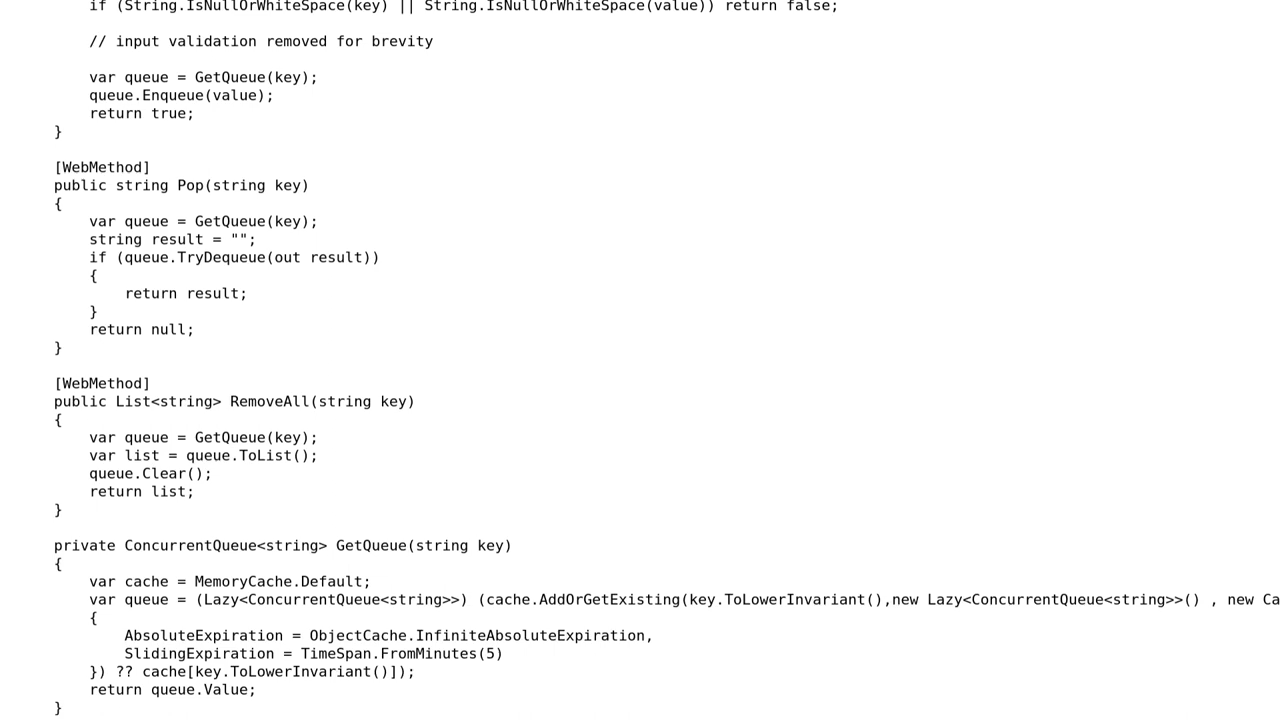 if (String.IsNullOrWhiteSpace(key) || String.IsNullOrWhiteSpace(value)) return false;
// input validation removed for brevity
var queue = GetQueue(key);
queue.Enqueue(value);
return true;
}
[WebMethod]
public string Pop(string key)
{
var queue = GetQueue(key);
string result = "";
if (queue.TryDequeue(out result))
{
return result;
}
return null;
}
[WebMethod]
public List<string> RemoveAll(string key)
{
var queue = GetQueue(key);
var list = queue.ToList();
queue.Clear();
return list;
}
private ConcurrentQueue<string> GetQueue(string key)
{
var cache = MemoryCache.Default;
var queue = (Lazy<ConcurrentQueue<string>>) (cache.AddOrGetExisting(key.ToLowerInvariant(),new Lazy<ConcurrentQueue<string>>() , new Ca
{
AbsoluteExpiration = ObjectCache.InfiniteAbsoluteExpiration,
SlidingExpiration = TimeSpan.FromMinutes(5)
}) ?? cache[key.ToLowerInvariant()]);
return queue.Value;
}